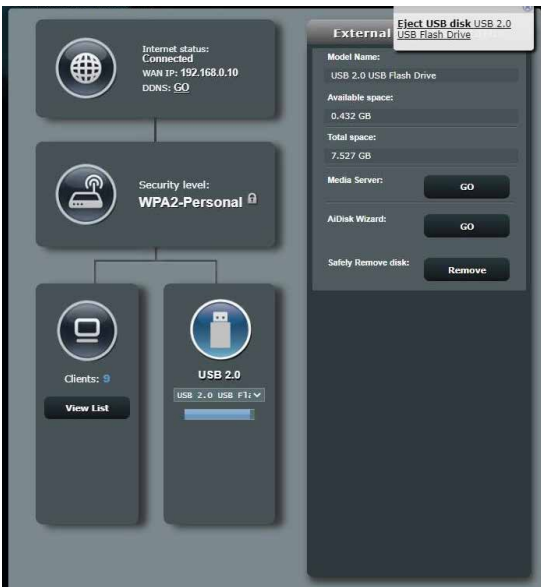 Internet status:
Connected
WAN IP: 192.168.0.10
DDNS: GO
Security level:
WPA2-Personal
Clients: 9
View List
USB 2.0
USB 2.0 USB Fl
External
Eject USB disk USB 2.0
USB Flash Drive
Model Name:
USB 2.0 USB Flash Drive
Available space:
0.432 GB
Total space:
7.527 GB
Media Server:
GO
AiDisk Wizard:
GO
Safely Remove disk:
Remove